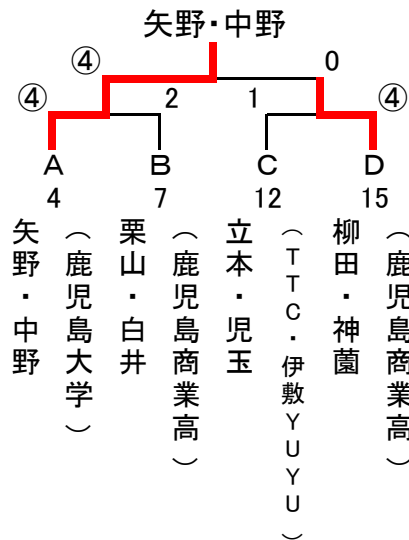 矢野・中野
④ 0
④ 2 1 ④
A B C D
4 7 12 15
矢野・中野
（鹿児島大学）
栗山・白井
（鹿児島商業高）
立本・児玉
（TTC・伊敷YUYU）
柳田・神薗
（鹿児島商業高）